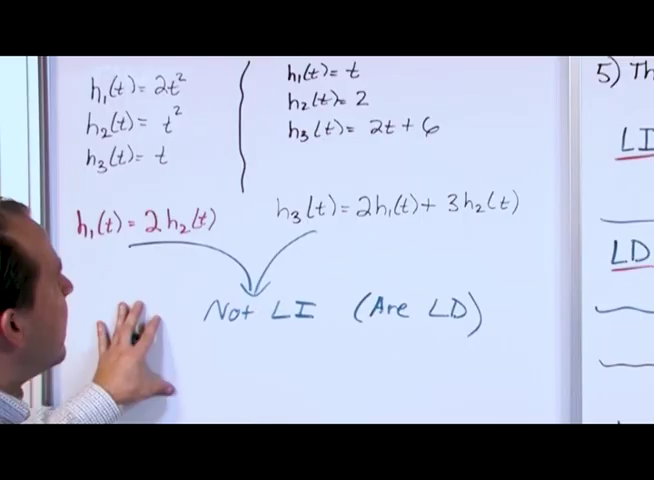 h₁(t) = 2t²
h₂(t) = t²
h₃(t) = t
h₁(t) = t
h₂(t) = 2
h₃(t) = 2t + 6
h₁(t) = 2h₂(t)
h₃(t) = 2h₁(t) + 3h₂(t)
Not LI (Are LD)
5) Th
LI
LD